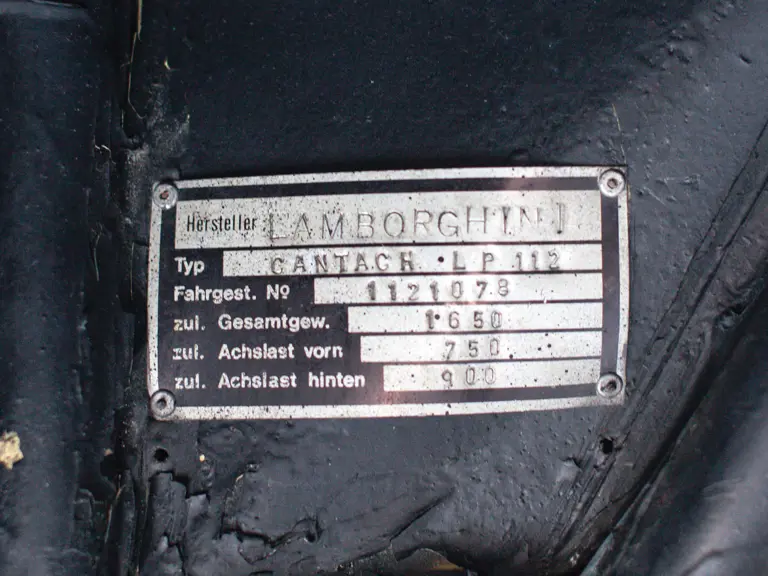 Hersteller LAMBORGHINI
Typ CANTACH · LP 112
Fahrgest. Nº 1121078
zul. Gesamtgew. 1650
zul. Achslast vorn 750
zul. Achslast hinten 900